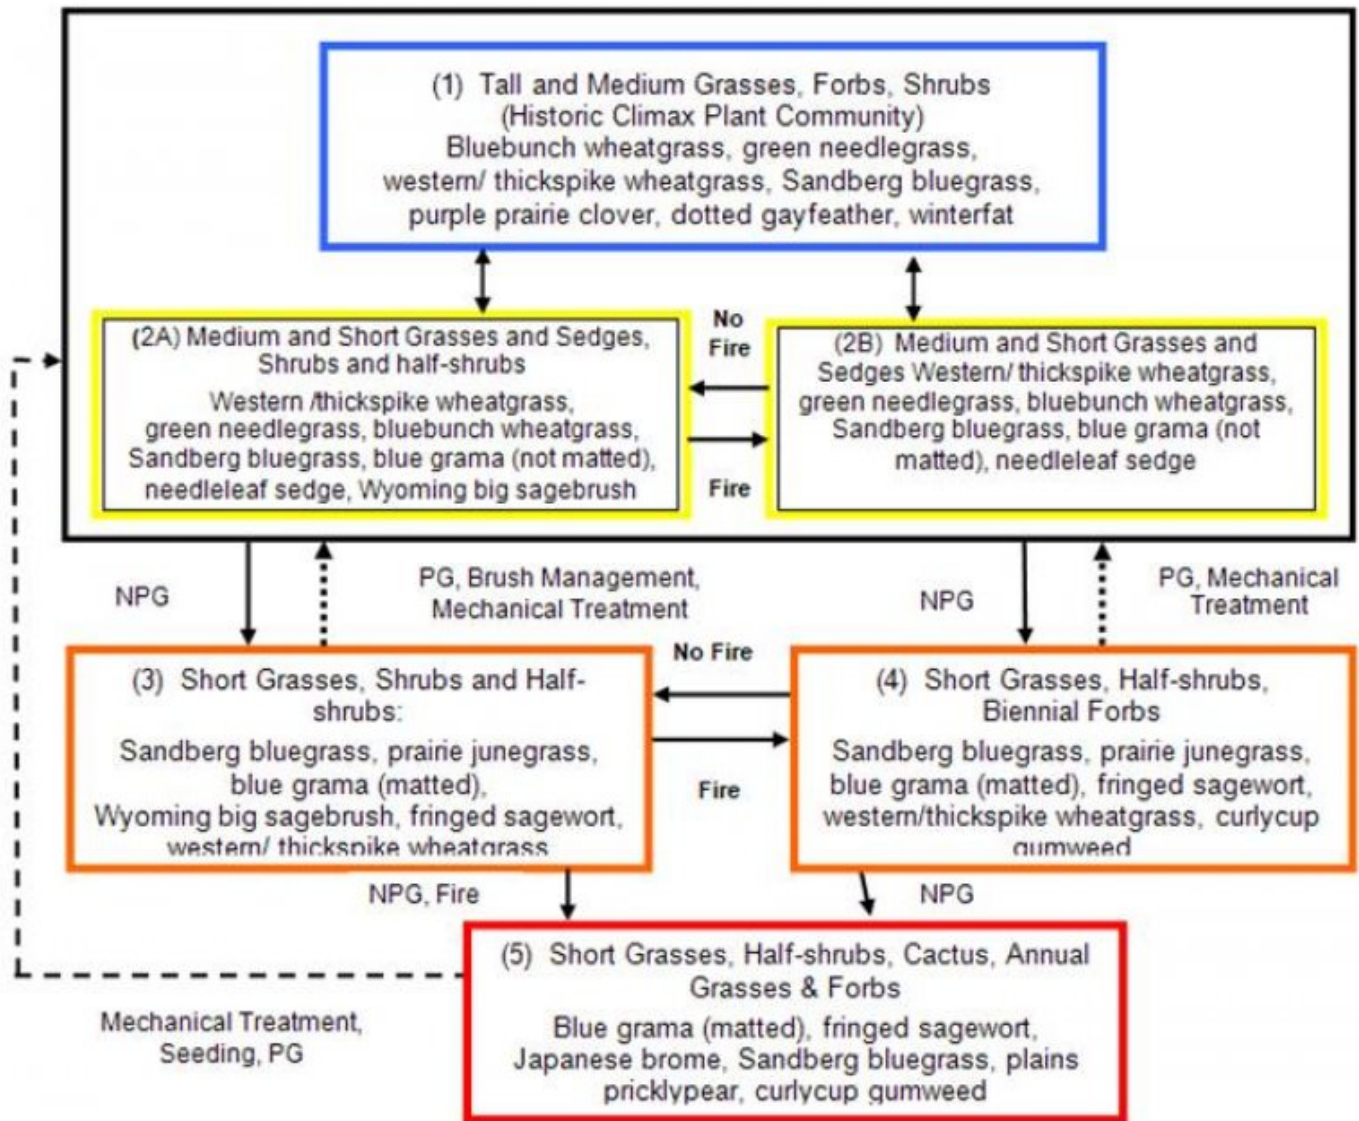 (1) Tall and Medium Grasses, Forbs, Shrubs
(Historic Climax Plant Community)
Bluebunch wheatgrass, green needlegrass,
western/ thickspike wheatgrass, Sandberg bluegrass,
purple prairie clover, dotted gayfeather, winterfat
(2A) Medium and Short Grasses and Sedges,
Shrubs and half-shrubs
Western /thickspike wheatgrass,
green needlegrass, bluebunch wheatgrass,
Sandberg bluegrass, blue grama (not matted),
needleleaf sedge, Wyoming big sagebrush
No
Fire
Fire
(2B) Medium and Short Grasses and
Sedges Western/ thickspike wheatgrass,
green needlegrass, bluebunch wheatgrass,
Sandberg bluegrass, blue grama (not
matted), needleleaf sedge
NPG
PG, Brush Management,
Mechanical Treatment
NPG
PG, Mechanical
Treatment
(3) Short Grasses, Shrubs and Half-
shrubs:
Sandberg bluegrass, prairie junegrass,
blue grama (matted),
Wyoming big sagebrush, fringed sagewort,
western/ thickspike wheatgrass
No Fire
Fire
(4) Short Grasses, Half-shrubs,
Biennial Forbs
Sandberg bluegrass, prairie junegrass,
blue grama (matted), fringed sagewort,
western/thickspike wheatgrass, curlycup
gumweed
NPG, Fire
NPG
(5) Short Grasses, Half-shrubs, Cactus, Annual
Grasses & Forbs
Blue grama (matted), fringed sagewort,
Japanese brome, Sandberg bluegrass, plains
pricklypear, curlycup gumweed
Mechanical Treatment,
Seeding, PG